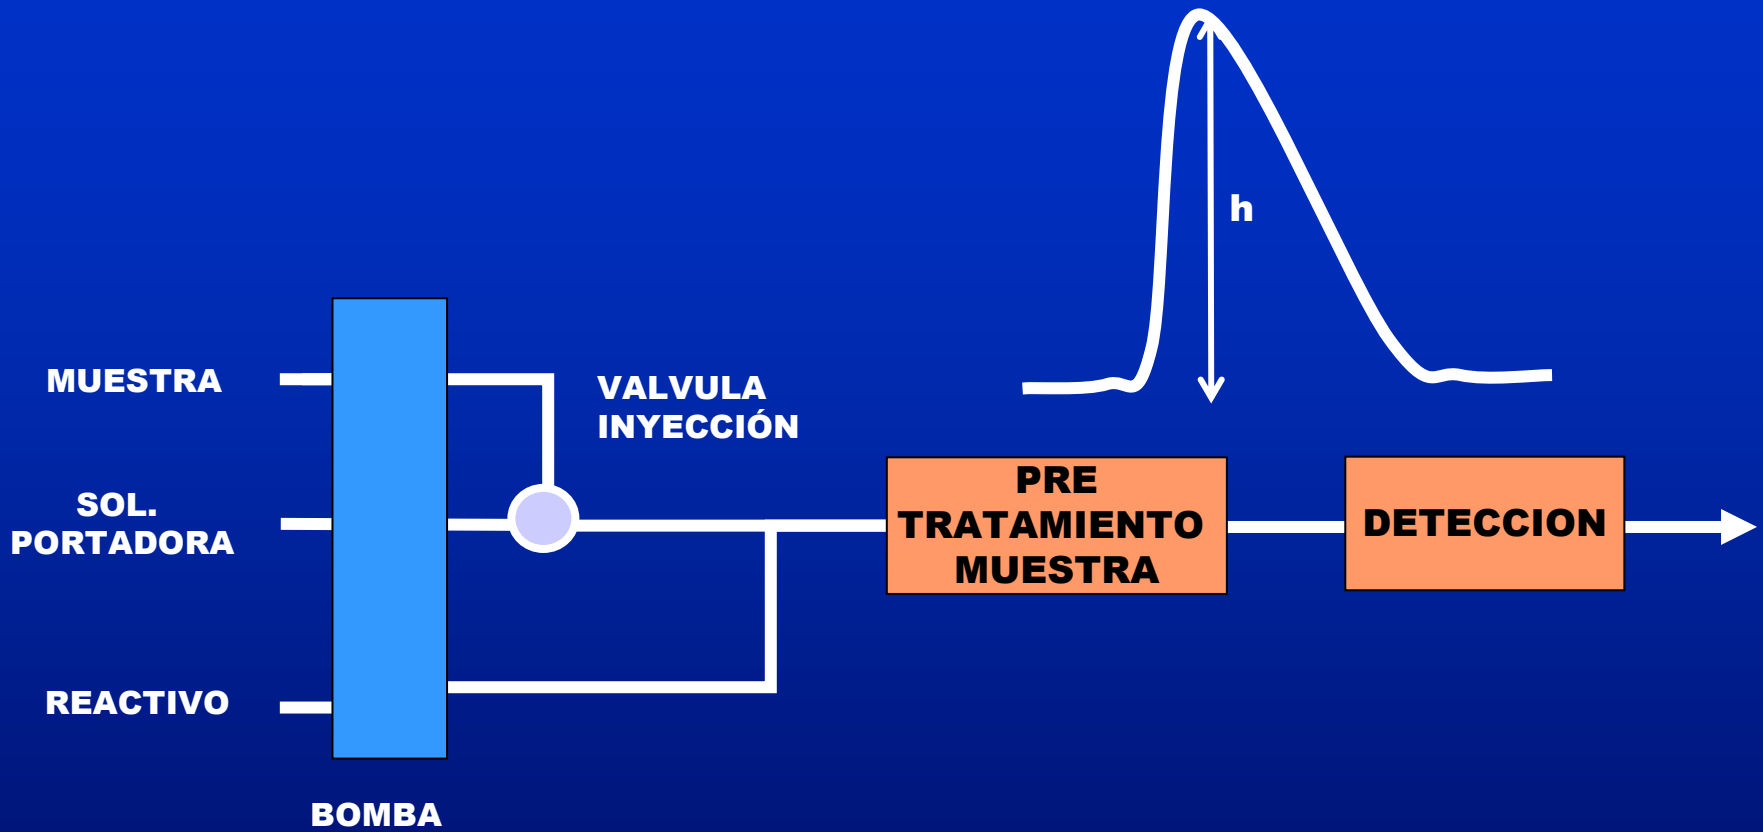 h
MUESTRA
VALVULA
INYECCIÓN
SOL.
PORTADORA
PRE
TRATAMIENTO
MUESTRA
DETECCION
REACTIVO
BOMBA